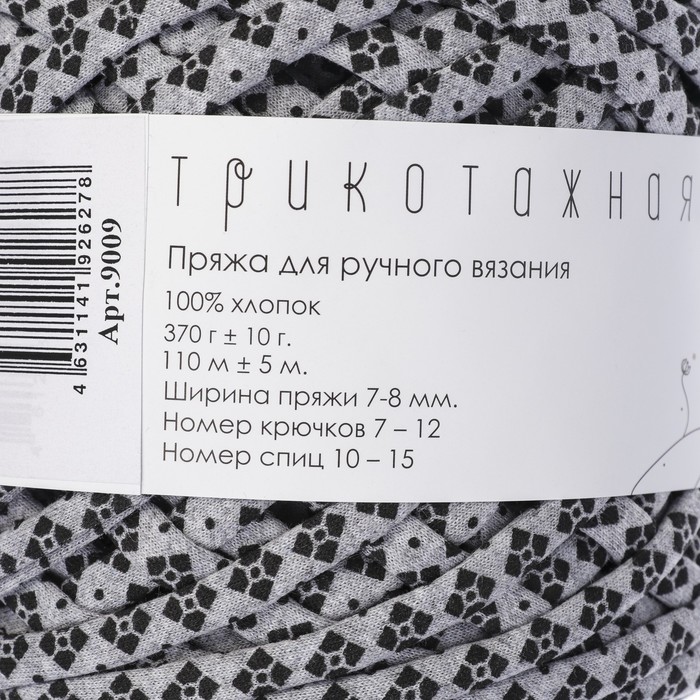 трикотажная
Пряжа для ручного вязания
100% хлопок
370 г ± 10 г.
110 м ± 5 м.
Ширина пряжи 7-8 мм.
Номер крючков 7 – 12
Номер спиц 10 – 15
4 631141 926278
Арт.9009